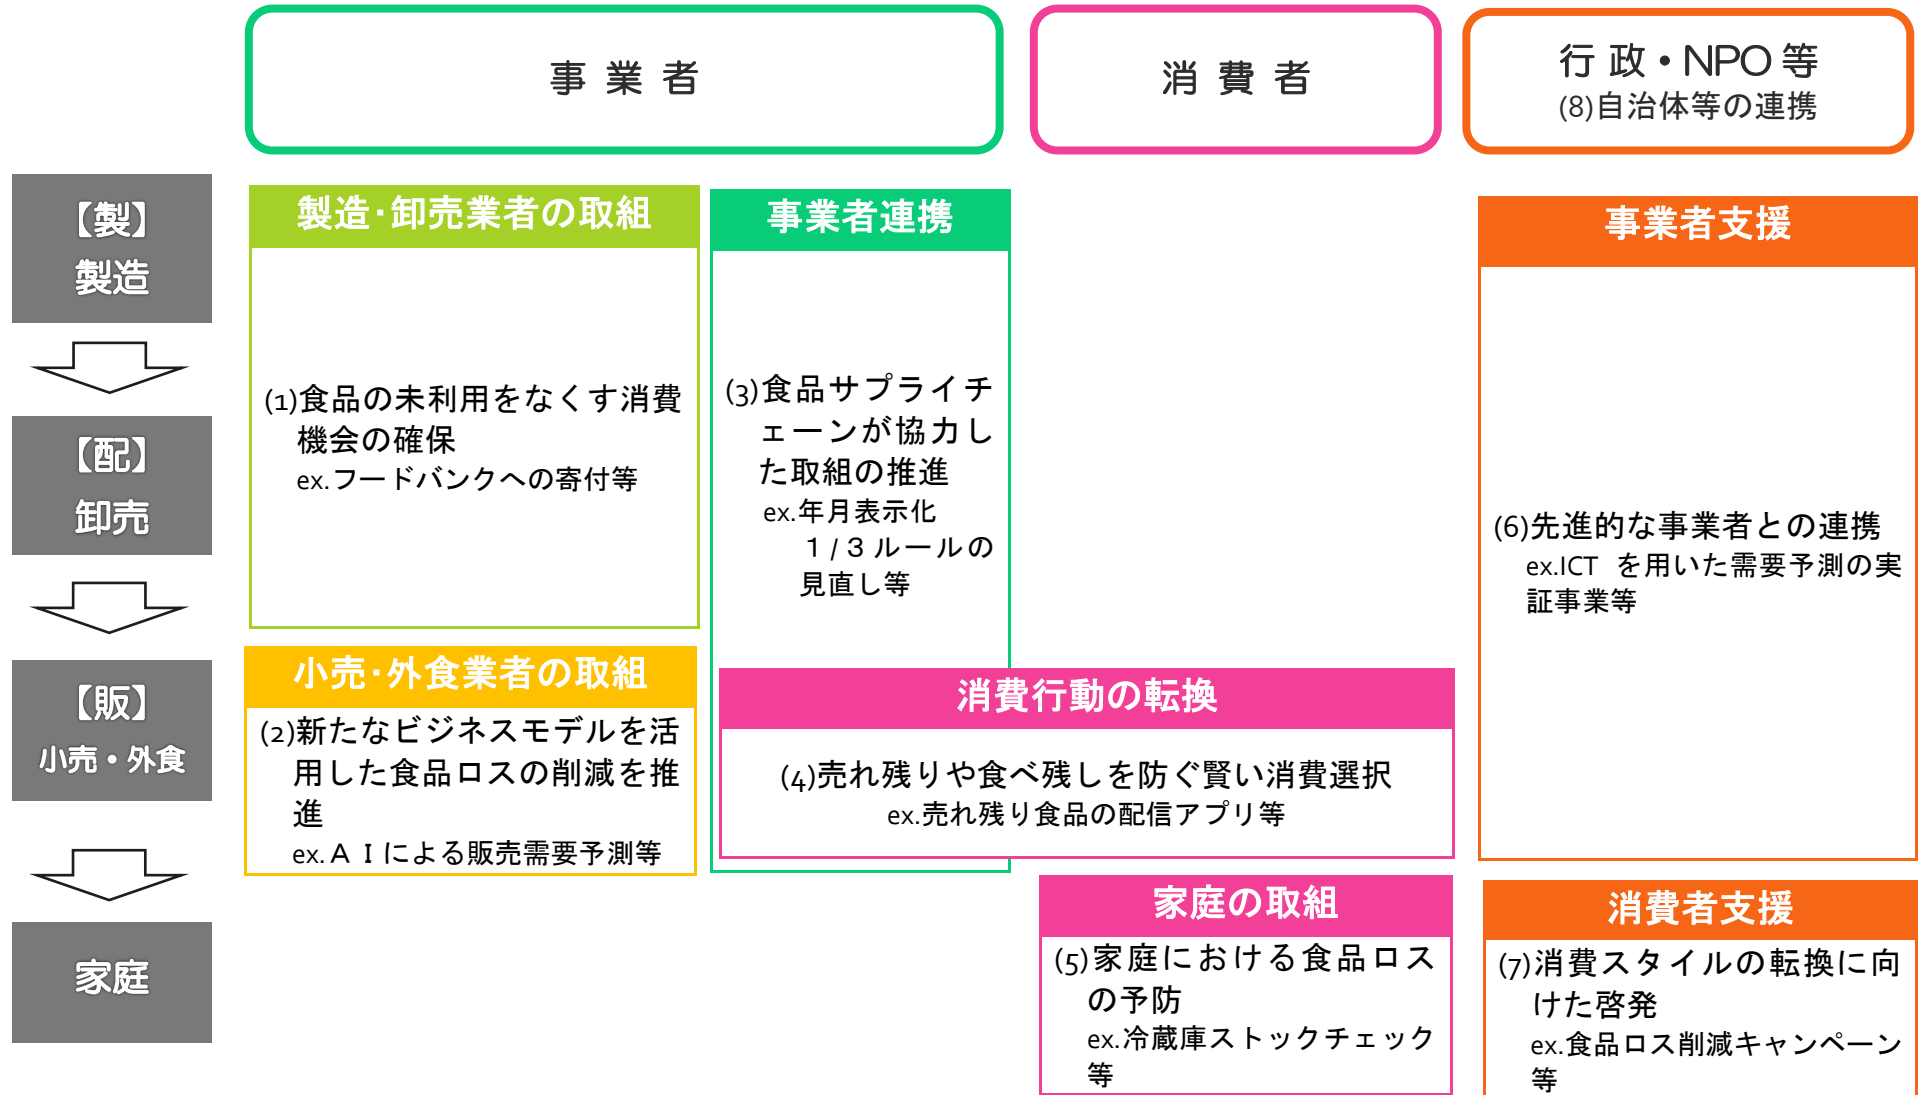 事業者
消費者
行政・NPO等
(8)自治体等の連携
【製】
製造
【配】
卸売
【販】
小売・外食
家庭
製造・卸売業者の取組
(1)食品の未利用をなくす消費
機会の確保
ex.フードバンクへの寄付等
事業者連携
(3)食品サプライチ
ェーンが協力し
た取組の推進
ex.年月表示化
1/3ルールの
見直し等
事業者支援
(6)先進的な事業者との連携
ex.ICT を用いた需要予測の実
証事業等
小売・外食業者の取組
(2)新たなビジネスモデルを活
用した食品ロスの削減を推
進
ex.AIによる販売需要予測等
消費行動の転換
(4)売れ残りや食べ残しを防ぐ賢い消費選択
ex.売れ残り食品の配信アプリ等
家庭の取組
(5)家庭における食品ロス
の予防
ex.冷蔵庫ストックチェック
等
消費者支援
(7)消費スタイルの転換に向
けた啓発
ex.食品ロス削減キャンペーン
等